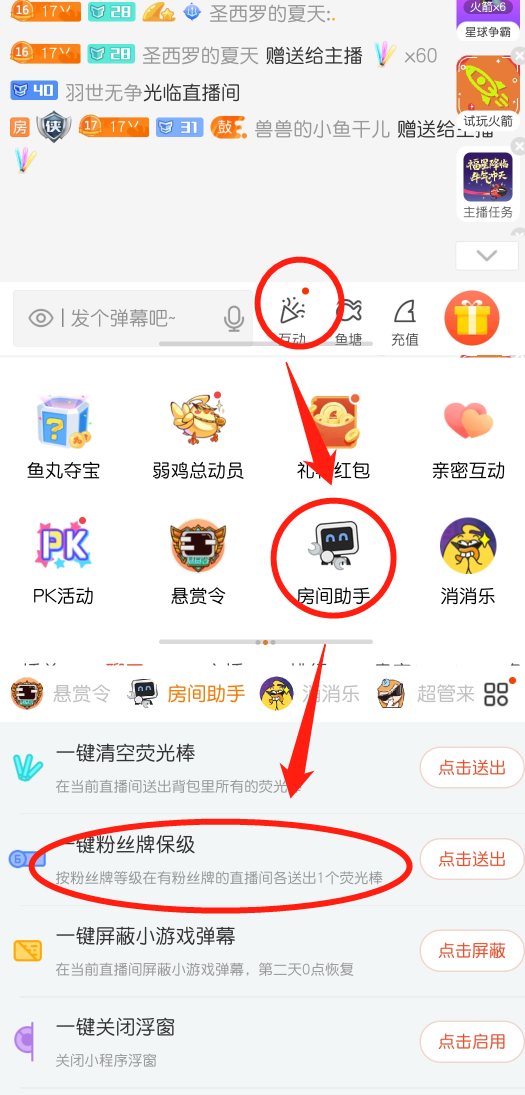 16 17 28 圣西罗的夏天:.
火箭x6
星球争霸
16 17 28 圣西罗的夏天 赠送给主播 x60
40 羽世无争光临直播间
试玩火箭
房 侠 17 17 31 鼓王 兽兽的小鱼干儿 赠送给主播
福星降临
牛气冲天
主播任务
发个弹幕吧~
互动
鱼塘
充值
鱼丸夺宝
弱鸡总动员
礼物红包
亲密互动
PK
PK活动
悬赏令
房间助手
消消乐
悬赏令
房间助手
消消乐
超管来
一键清空荧光棒
在当前直播间送出背包里所有的荧光棒
点击送出
6
一键粉丝牌保级
按粉丝牌等级在有粉丝牌的直播间各送出1个荧光棒
点击送出
一键屏蔽小游戏弹幕
在当前直播间屏蔽小游戏弹幕，第二天0点恢复
点击屏蔽
一键关闭浮窗
关闭小程序浮窗
点击启用